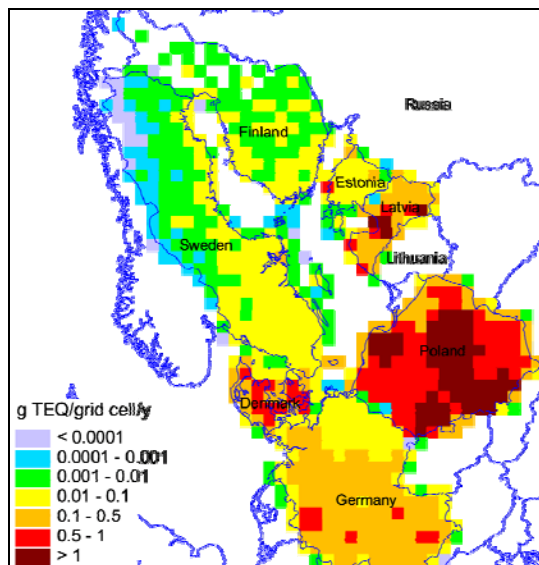 Russia
Finland
Estonia
Latvia
Sweden
Lithuania
Poland
Denmark
Germany
g TEQ/grid cell/y
< 0.0001
0.0001 - 0.001
0.001 - 0.01
0.01 - 0.1
0.1 - 0.5
0.5 - 1
> 1